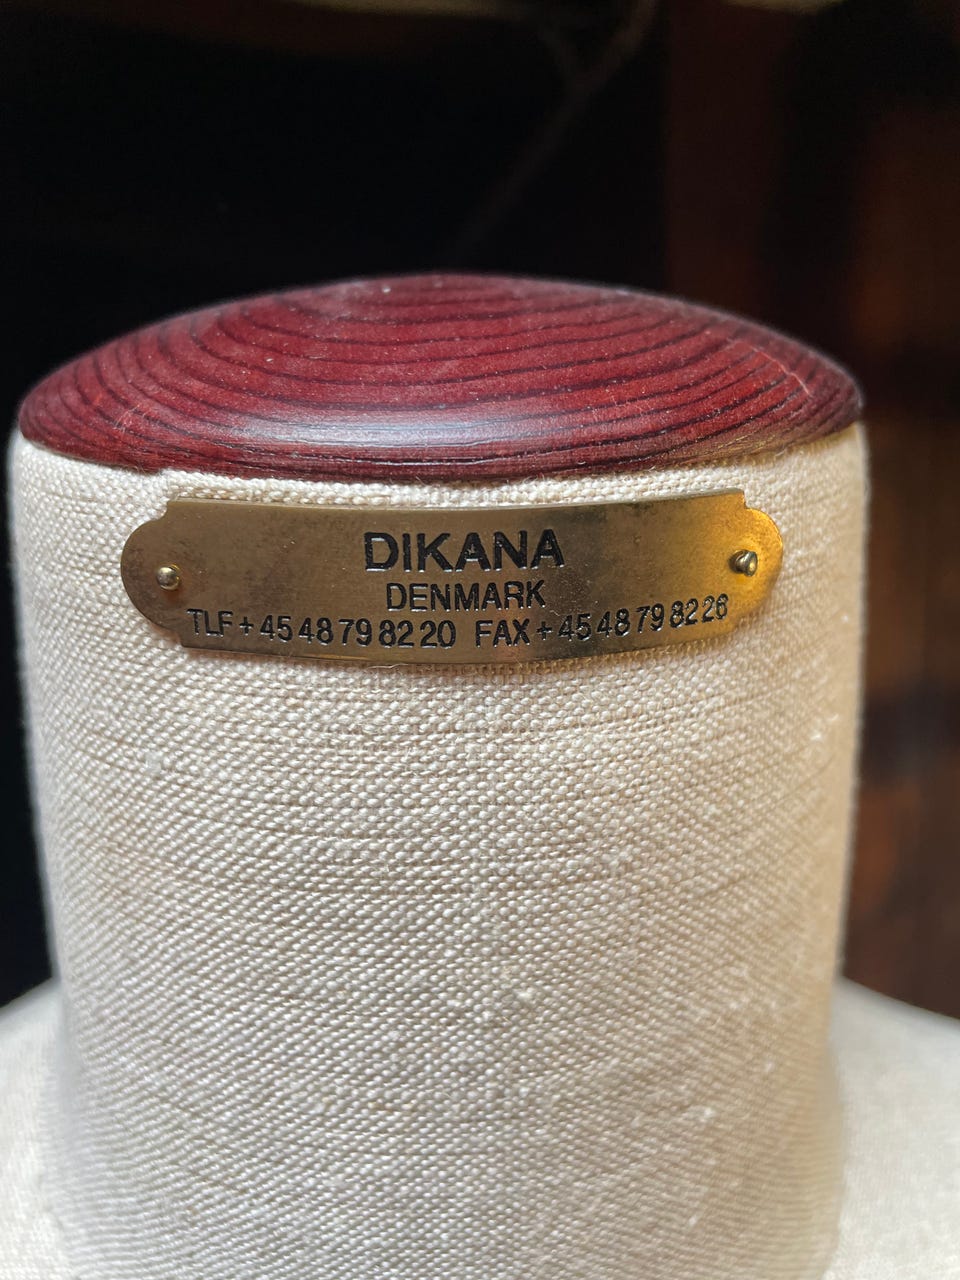 DIKANA
DENMARK
TLF+45 48 79 82 20 FAX+45 48 79 82 26